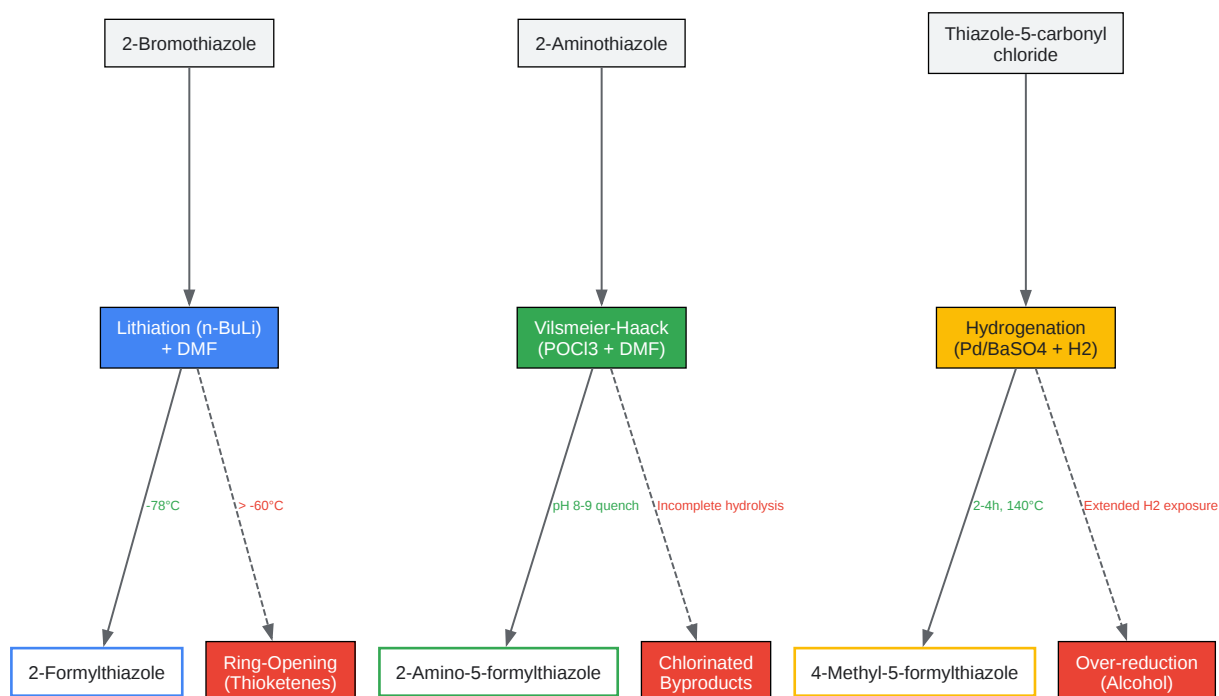 2-Bromothiazole
2-Aminothiazole
Thiazole-5-carbonyl
chloride
Lithiation (n-BuLi)
+ DMF
Vilsmeier-Haack
(POCl3 + DMF)
Hydrogenation
(Pd/BaSO4 + H2)
-78°C
> -60°C
pH 8-9 quench
Incomplete hydrolysis
2-4h, 140°C
Extended H2 exposure
2-Formylthiazole
Ring-Opening
(Thioketenes)
2-Amino-5-formylthiazole
Chlorinated
Byproducts
4-Methyl-5-formylthiazole
Over-reduction
(Alcohol)